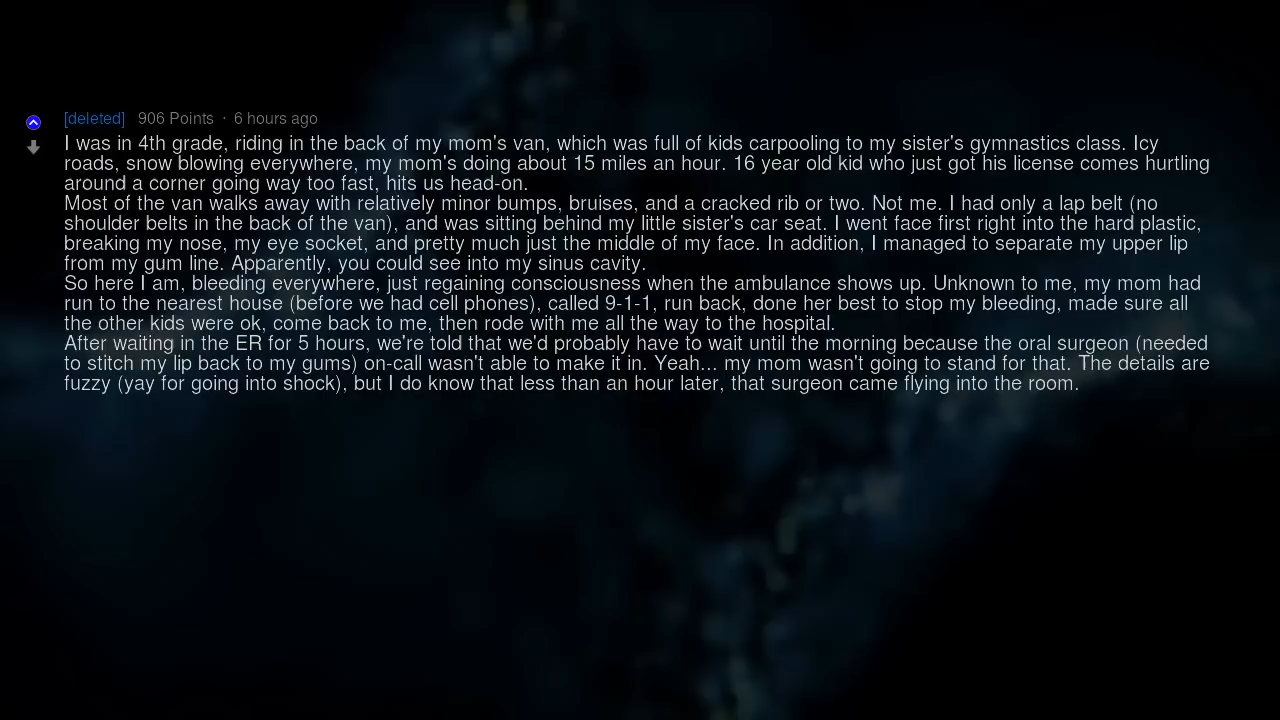 [deleted] 906 Points · 6 hours ago
I was in 4th grade, riding in the back of my mom's van, which was full of kids carpooling to my sister's gymnastics class. Icy
roads, snow blowing everywhere, my mom's doing about 15 miles an hour. 16 year old kid who just got his license comes hurtling
around a corner going way too fast, hits us head-on.
Most of the van walks away with relatively minor bumps, bruises, and a cracked rib or two. Not me. I had only a lap belt (no
shoulder belts in the back of the van), and was sitting behind my little sister's car seat. I went face first right into the hard plastic,
breaking my nose, my eye socket, and pretty much just the middle of my face. In addition, I managed to separate my upper lip
from my gum line. Apparently, you could see into my sinus cavity.
So here I am, bleeding everywhere, just regaining consciousness when the ambulance shows up. Unknown to me, my mom had
run to the nearest house (before we had cell phones), called 9-1-1, run back, done her best to stop my bleeding, made sure all
the other kids were ok, come back to me, then rode with me all the way to the hospital.
After waiting in the ER for 5 hours, we're told that we'd probably have to wait until the morning because the oral surgeon (needed
to stitch my lip back to my gums) on-call wasn't able to make it in. Yeah... my mom wasn't going to stand for that. The details are
fuzzy (yay for going into shock), but I do know that less than an hour later, that surgeon came flying into the room.